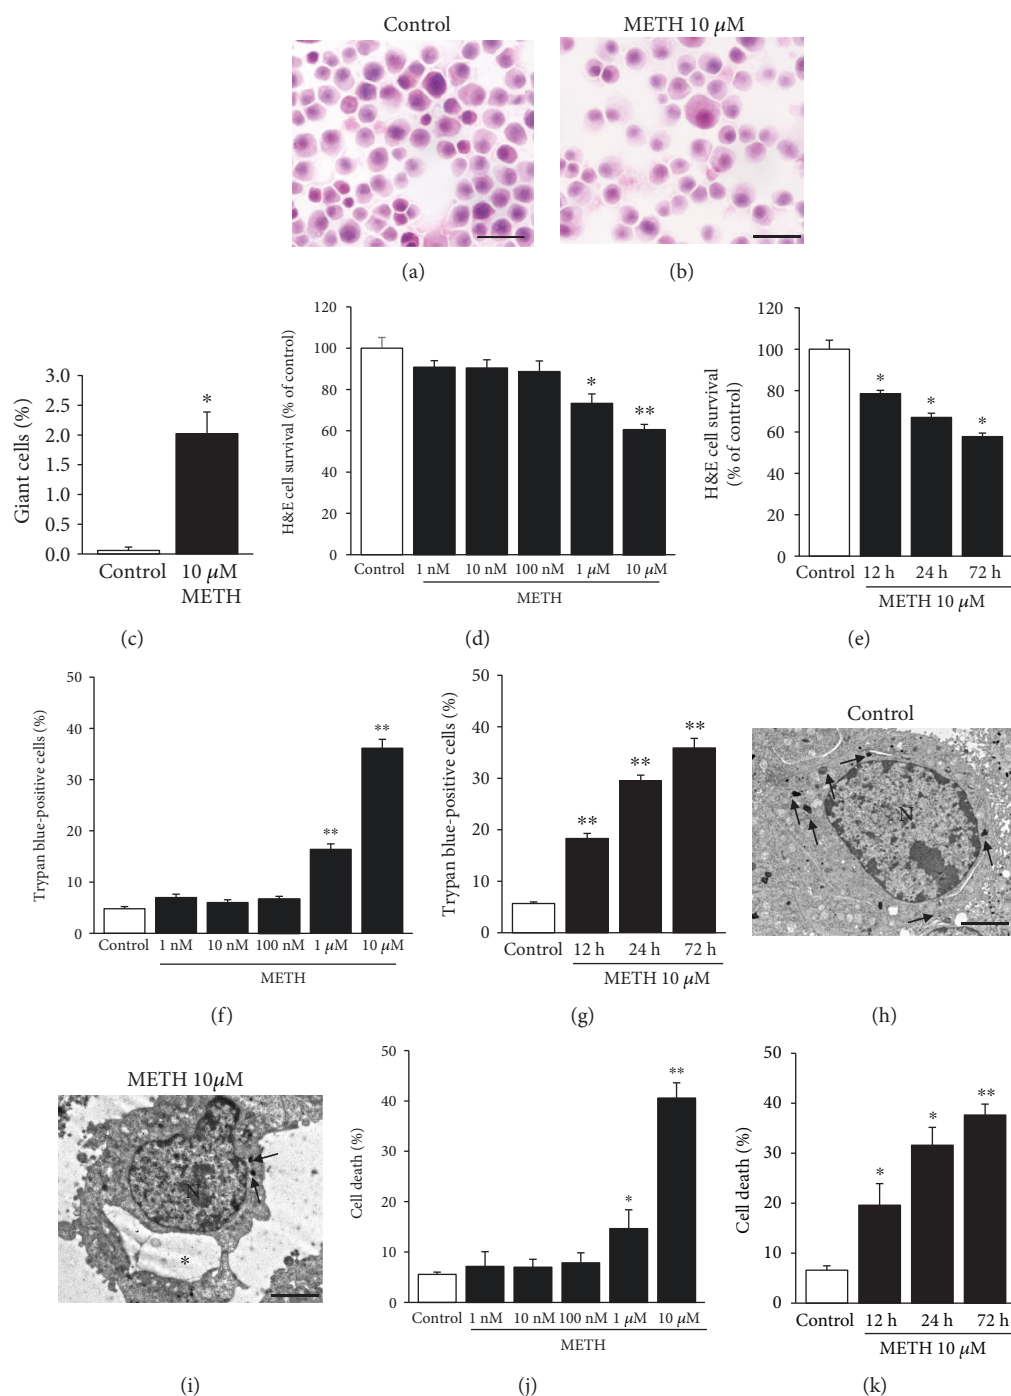 Control
METH 10 μM
(a)
(b)
Giant cells (%)
3.0
2.5
2.0
1.5
1.0
0.5
0.0
*
Control
10 μM
METH
(c)
H&E cell survival (% of control)
120
100
80
60
40
20
0
*
**
Control
1 nM
10 nM
100 nM
1 μM
10 μM
METH
(d)
H&E cell survival
(% of control)
120
100
80
60
40
20
0
*
*
*
Control
12 h
24 h
72 h
METH 10 μM
(e)
Trypan blue-positive cells (%)
50
40
30
20
10
0
**
**
Control
1 nM
10 nM
100 nM
1 μM
10 μM
METH
(f)
Trypan blue-positive cells (%)
50
40
30
20
10
0
**
**
**
Control
12 h
24 h
72 h
METH 10 μM
(g)
Control
N
(h)
METH 10μM
N
*
(i)
Cell death (%)
50
40
30
20
10
0
*
**
Control
1 nM
10 nM
100 nM
1 μM
10 μM
METH
(j)
Cell death (%)
50
40
30
20
10
0
*
*
**
Control
12 h
24 h
72 h
METH 10 μM
(k)